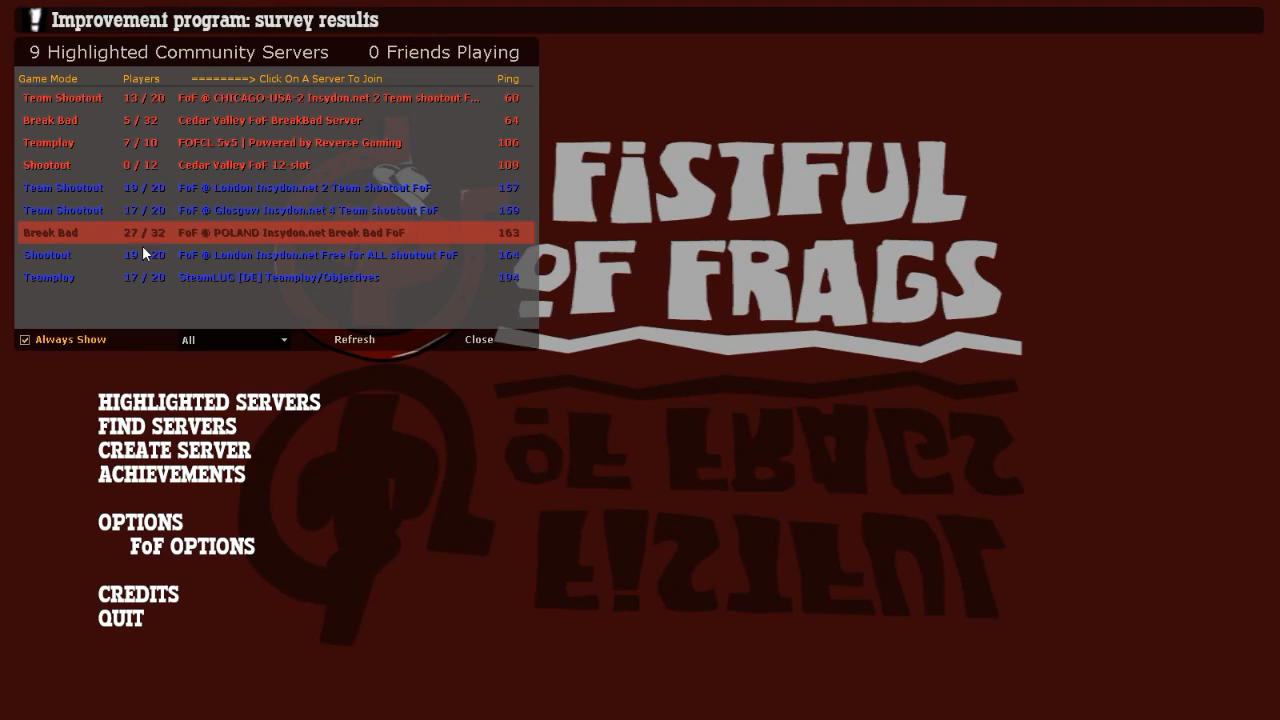 Improvement program: survey results
9 Highlighted Community Servers 0 Friends Playing
Game Mode Players ========> Click On A Server To Join Ping
Team Shootout 13 / 20 FoF @ CHICAGO-USA-2 Insydon.net 2 Team shootout F... 60
Break Bad 5 / 32 Cedar Valley FoF BreakBad Server 64
Teamplay 7 / 10 FOFCL 5v5 | Powered by Reverse Gaming 106
Shootout 0 / 12 Cedar Valley FoF 12-slot 109
Team Shootout 19 / 20 FoF @ London Insydon.net 2 Team shootout FoF 157
Team Shootout 17 / 20 FoF @ Glasgow Insydon.net 4 Team shootout FoF 159
Break Bad 27 / 32 FoF @ POLAND Insydon.net Break Bad FoF 163
Shootout 19 / 20 FoF @ London Insydon.net Free for ALL shootout FoF 164
Teamplay 17 / 20 SteamLUG [DE] Teamplay/Objectives 194
Always Show All Refresh Close
FiSTFUL
OF FRAGS
HIGHLIGHTED SERVERS
FIND SERVERS
CREATE SERVER
ACHIEVEMENTS
OPTIONS
FoF OPTIONS
CREDITS
QUIT